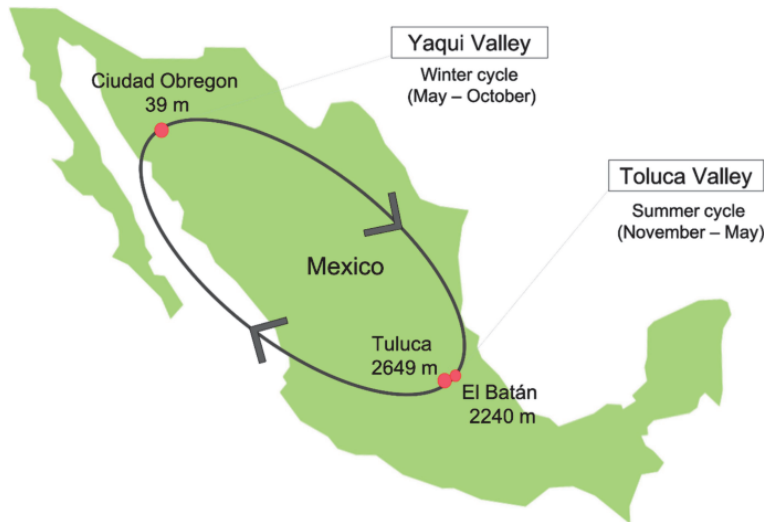 Yaqui Valley
Winter cycle
(May – October)
Ciudad Obregon
39 m
Toluca Valley
Summer cycle
(November – May)
Mexico
Tuluca
2649 m
El Batán
2240 m